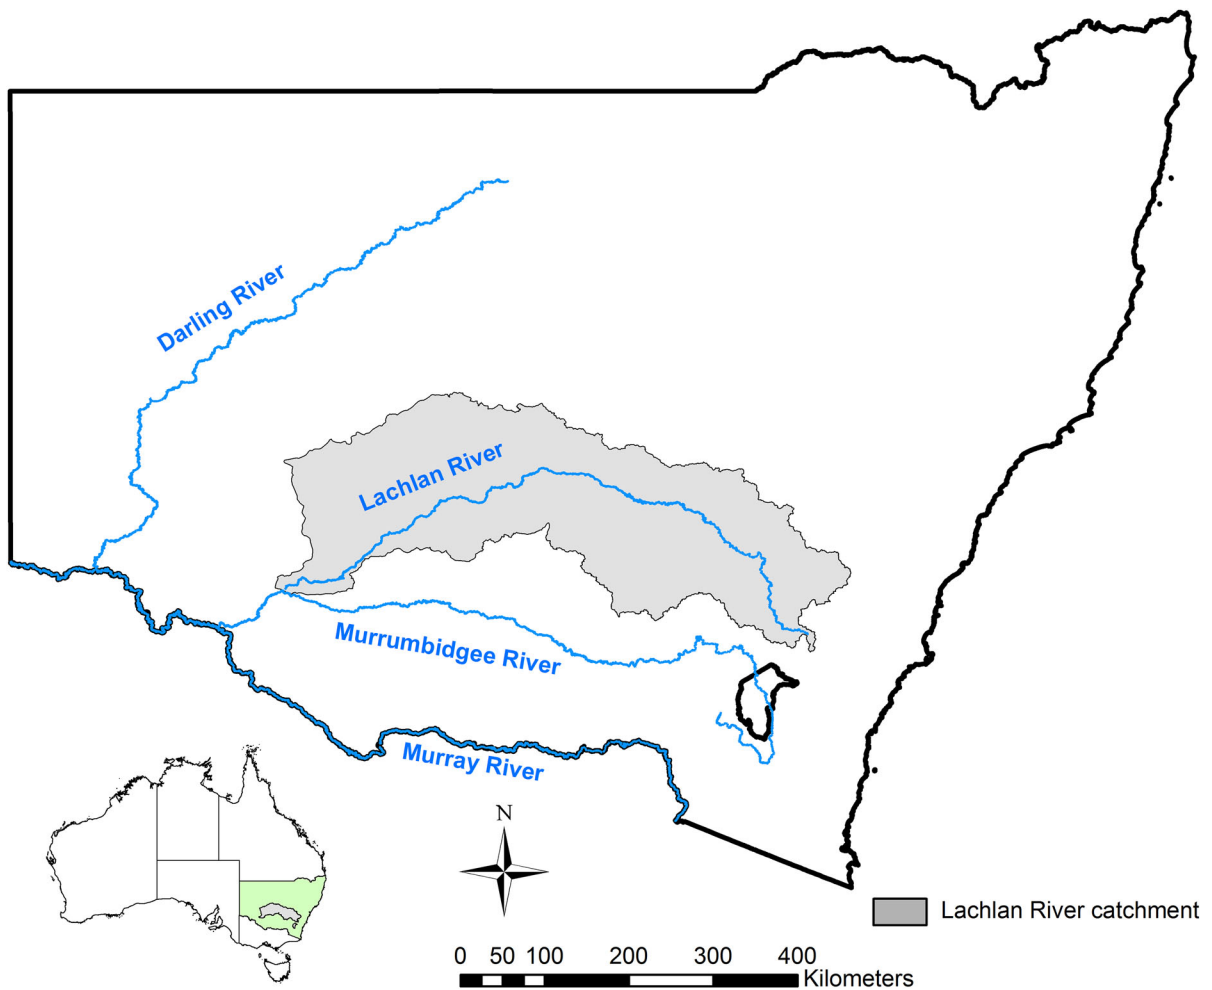 Darling River
Lachlan River
Murrumbidgee River
Murray River
N
Lachlan River catchment
0 50 100 200 300 400
Kilometers